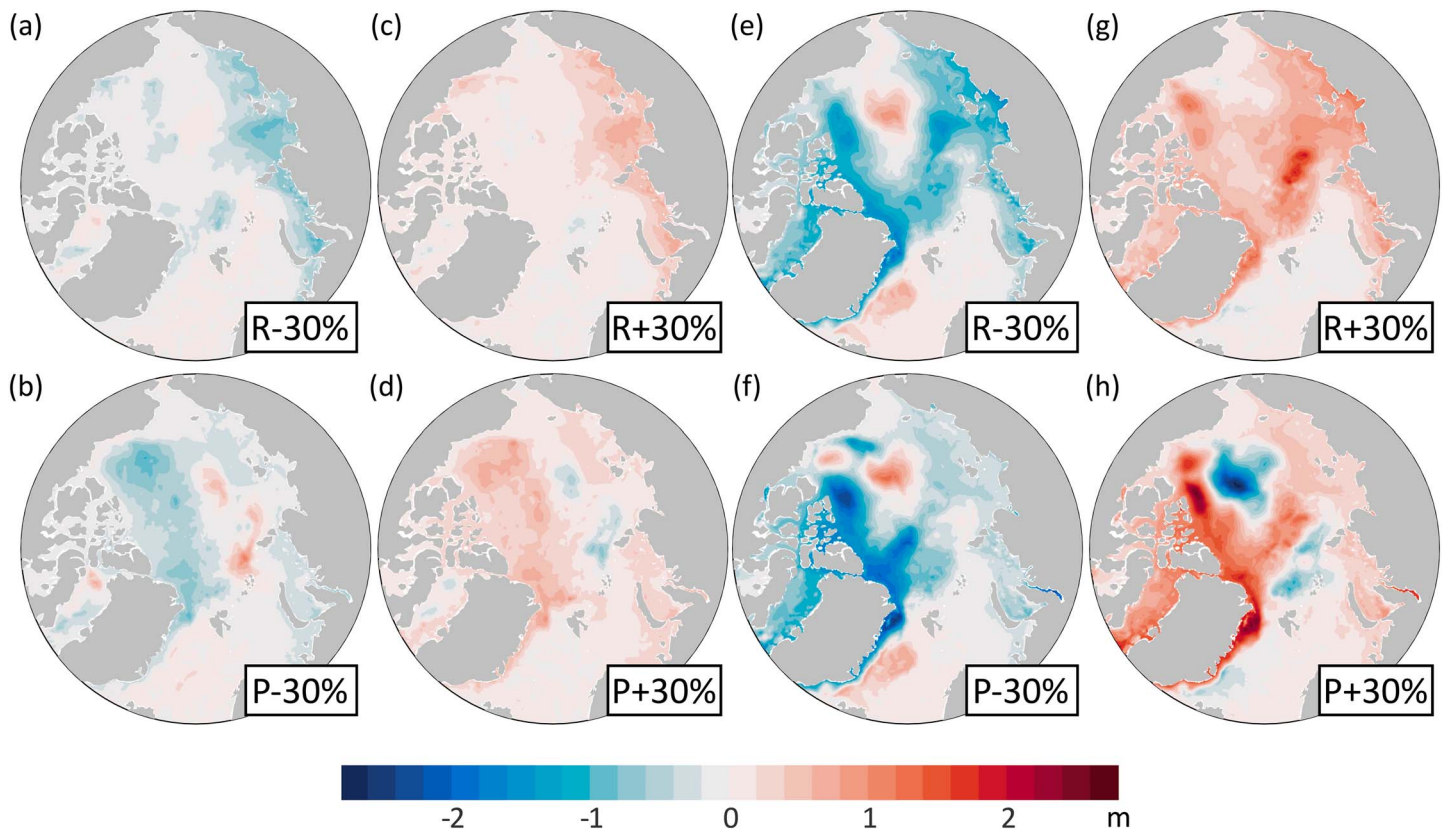 (a)
(c)
(e)
(g)
R-30%
R+30%
R-30%
R+30%
(b)
(d)
(f)
(h)
P-30%
P+30%
P-30%
P+30%
-2 -1 0 1 2 m